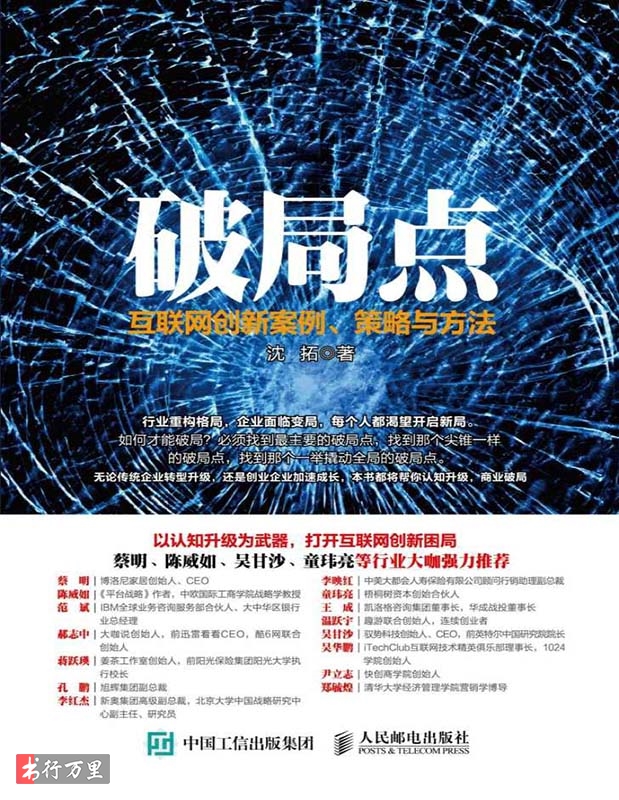 破局点
互联网创新案例、策略与方法
沈 拓◎著
行业重构格局，企业面临变局，每个人都渴望开启新局。
如何才能破局？必须找到最主要的破局点，找到那个尖锥一样
的破局点，找到那个一举撬动全局的破局点。
无论传统企业转型升级，还是创业企业加速成长，本书都将帮你认知升级，商业破局
以认知升级为武器，打开互联网创新困局
蔡明、陈威如、吴甘沙、童玮亮等行业大咖强力推荐
蔡 明｜博洛尼家居创始人、CEO
陈威如｜《平台战略》作者，中欧国际工商学院战略学教授
范 斌｜IBM全球业务咨询服务部合伙人、大中华区银行
业总经理
郝志中｜大咖说创始人，前迅雷看看CEO，酷6网联合
创始人
蒋跃瑛｜姜茶工作室创始人，前阳光保险集团阳光大学执
行校长
孔 鹏｜旭辉集团副总裁
李红杰｜新奥集团高级副总裁，北京大学中国战略研究中
心副主任、研究员
李映红｜中美大都会人寿保险有限公司顾问行销助理副总裁
童玮亮｜梧桐树资本创始合伙人
王 成｜凯洛格咨询集团董事长，华成战投董事长
温跃宇｜趣游联合创始人，连续创业者
吴甘沙｜驭势科技创始人、CEO，前英特尔中国研究院院长
吴华鹏｜iTechClub互联网技术精英俱乐部理事长，1024
学院创始人
尹立志｜快创商学院创始人
郑毓煌｜清华大学经济管理学院营销学博导
中国工信出版集团
人民邮电出版社
POSTS & TELECOM PRESS
书行万里